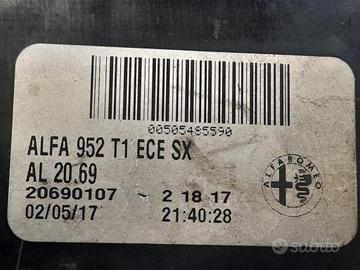 00505485590
ALFA 952 T1 ECE SX
AL 20.69
20690107 2 18 17
02/05/17 21:40:28
ALFA ROMEO
subito